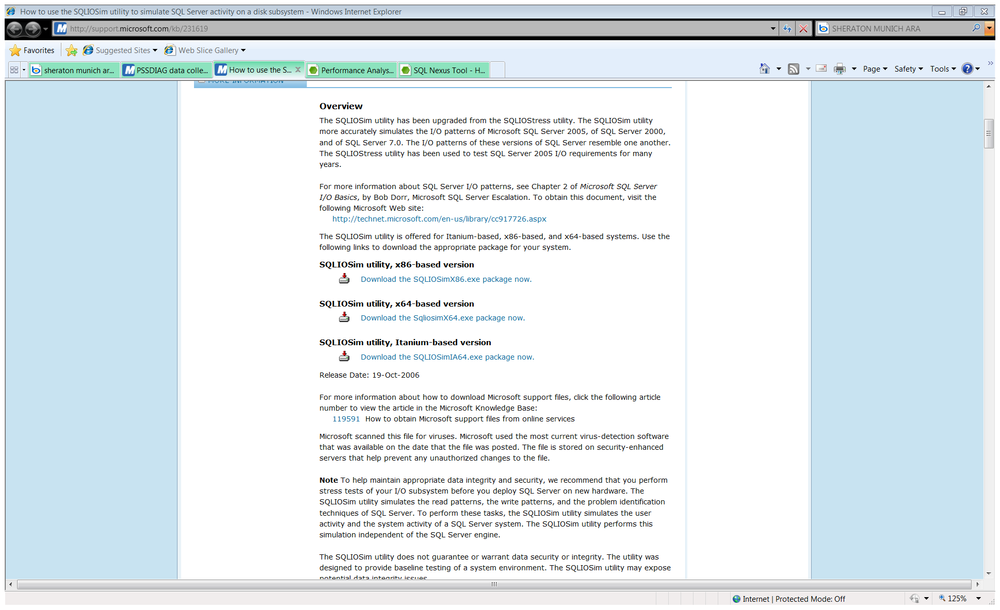 How to use the SQLIOSim utility to simulate SQL Server activity on a disk subsystem - Windows Internet Explorer
http://support.microsoft.com/kb/231619
SHERATON MUNICH ARA
Favorites Suggested Sites Web Slice Gallery
sheraton munich ar... PSSDIAG data colle... How to use the S... Performance Analys... SQL Nexus Tool - H... Page Safety Tools
MORE INFORMATION
Overview
The SQLIOSim utility has been upgraded from the SQLIOStress utility. The SQLIOSim utility
more accurately simulates the I/O patterns of Microsoft SQL Server 2005, of SQL Server 2000,
and of SQL Server 7.0. The I/O patterns of these versions of SQL Server resemble one another.
The SQLIOStress utility has been used to test SQL Server 2005 I/O requirements for many
years.
For more information about SQL Server I/O patterns, see Chapter 2 of Microsoft SQL Server
I/O Basics, by Bob Dorr, Microsoft SQL Server Escalation. To obtain this document, visit the
following Microsoft Web site:
http://technet.microsoft.com/en-us/library/cc917726.aspx
The SQLIOSim utility is offered for Itanium-based, x86-based, and x64-based systems. Use the
following links to download the appropriate package for your system.
SQLIOSim utility, x86-based version
Download the SQLIOSimX86.exe package now.
SQLIOSim utility, x64-based version
Download the SqliosimX64.exe package now.
SQLIOSim utility, Itanium-based version
Download the SQLIOSimIA64.exe package now.
Release Date: 19-Oct-2006
For more information about how to download Microsoft support files, click the following article
number to view the article in the Microsoft Knowledge Base:
119591 How to obtain Microsoft support files from online services
Microsoft scanned this file for viruses. Microsoft used the most current virus-detection software
that was available on the date that the file was posted. The file is stored on security-enhanced
servers that help prevent any unauthorized changes to the file.
Note To help maintain appropriate data integrity and security, we recommend that you perform
stress tests of your I/O subsystem before you deploy SQL Server on new hardware. The
SQLIOSim utility simulates the read patterns, the write patterns, and the problem identification
techniques of SQL Server. To perform these tasks, the SQLIOSim utility simulates the user
activity and the system activity of a SQL Server system. The SQLIOSim utility performs this
simulation independent of the SQL Server engine.
The SQLIOSim utility does not guarantee or warrant data security or integrity. The utility was
designed to provide baseline testing of a system environment. The SQLIOSim utility may expose
potential data integrity issues.
Internet | Protected Mode: Off
125%